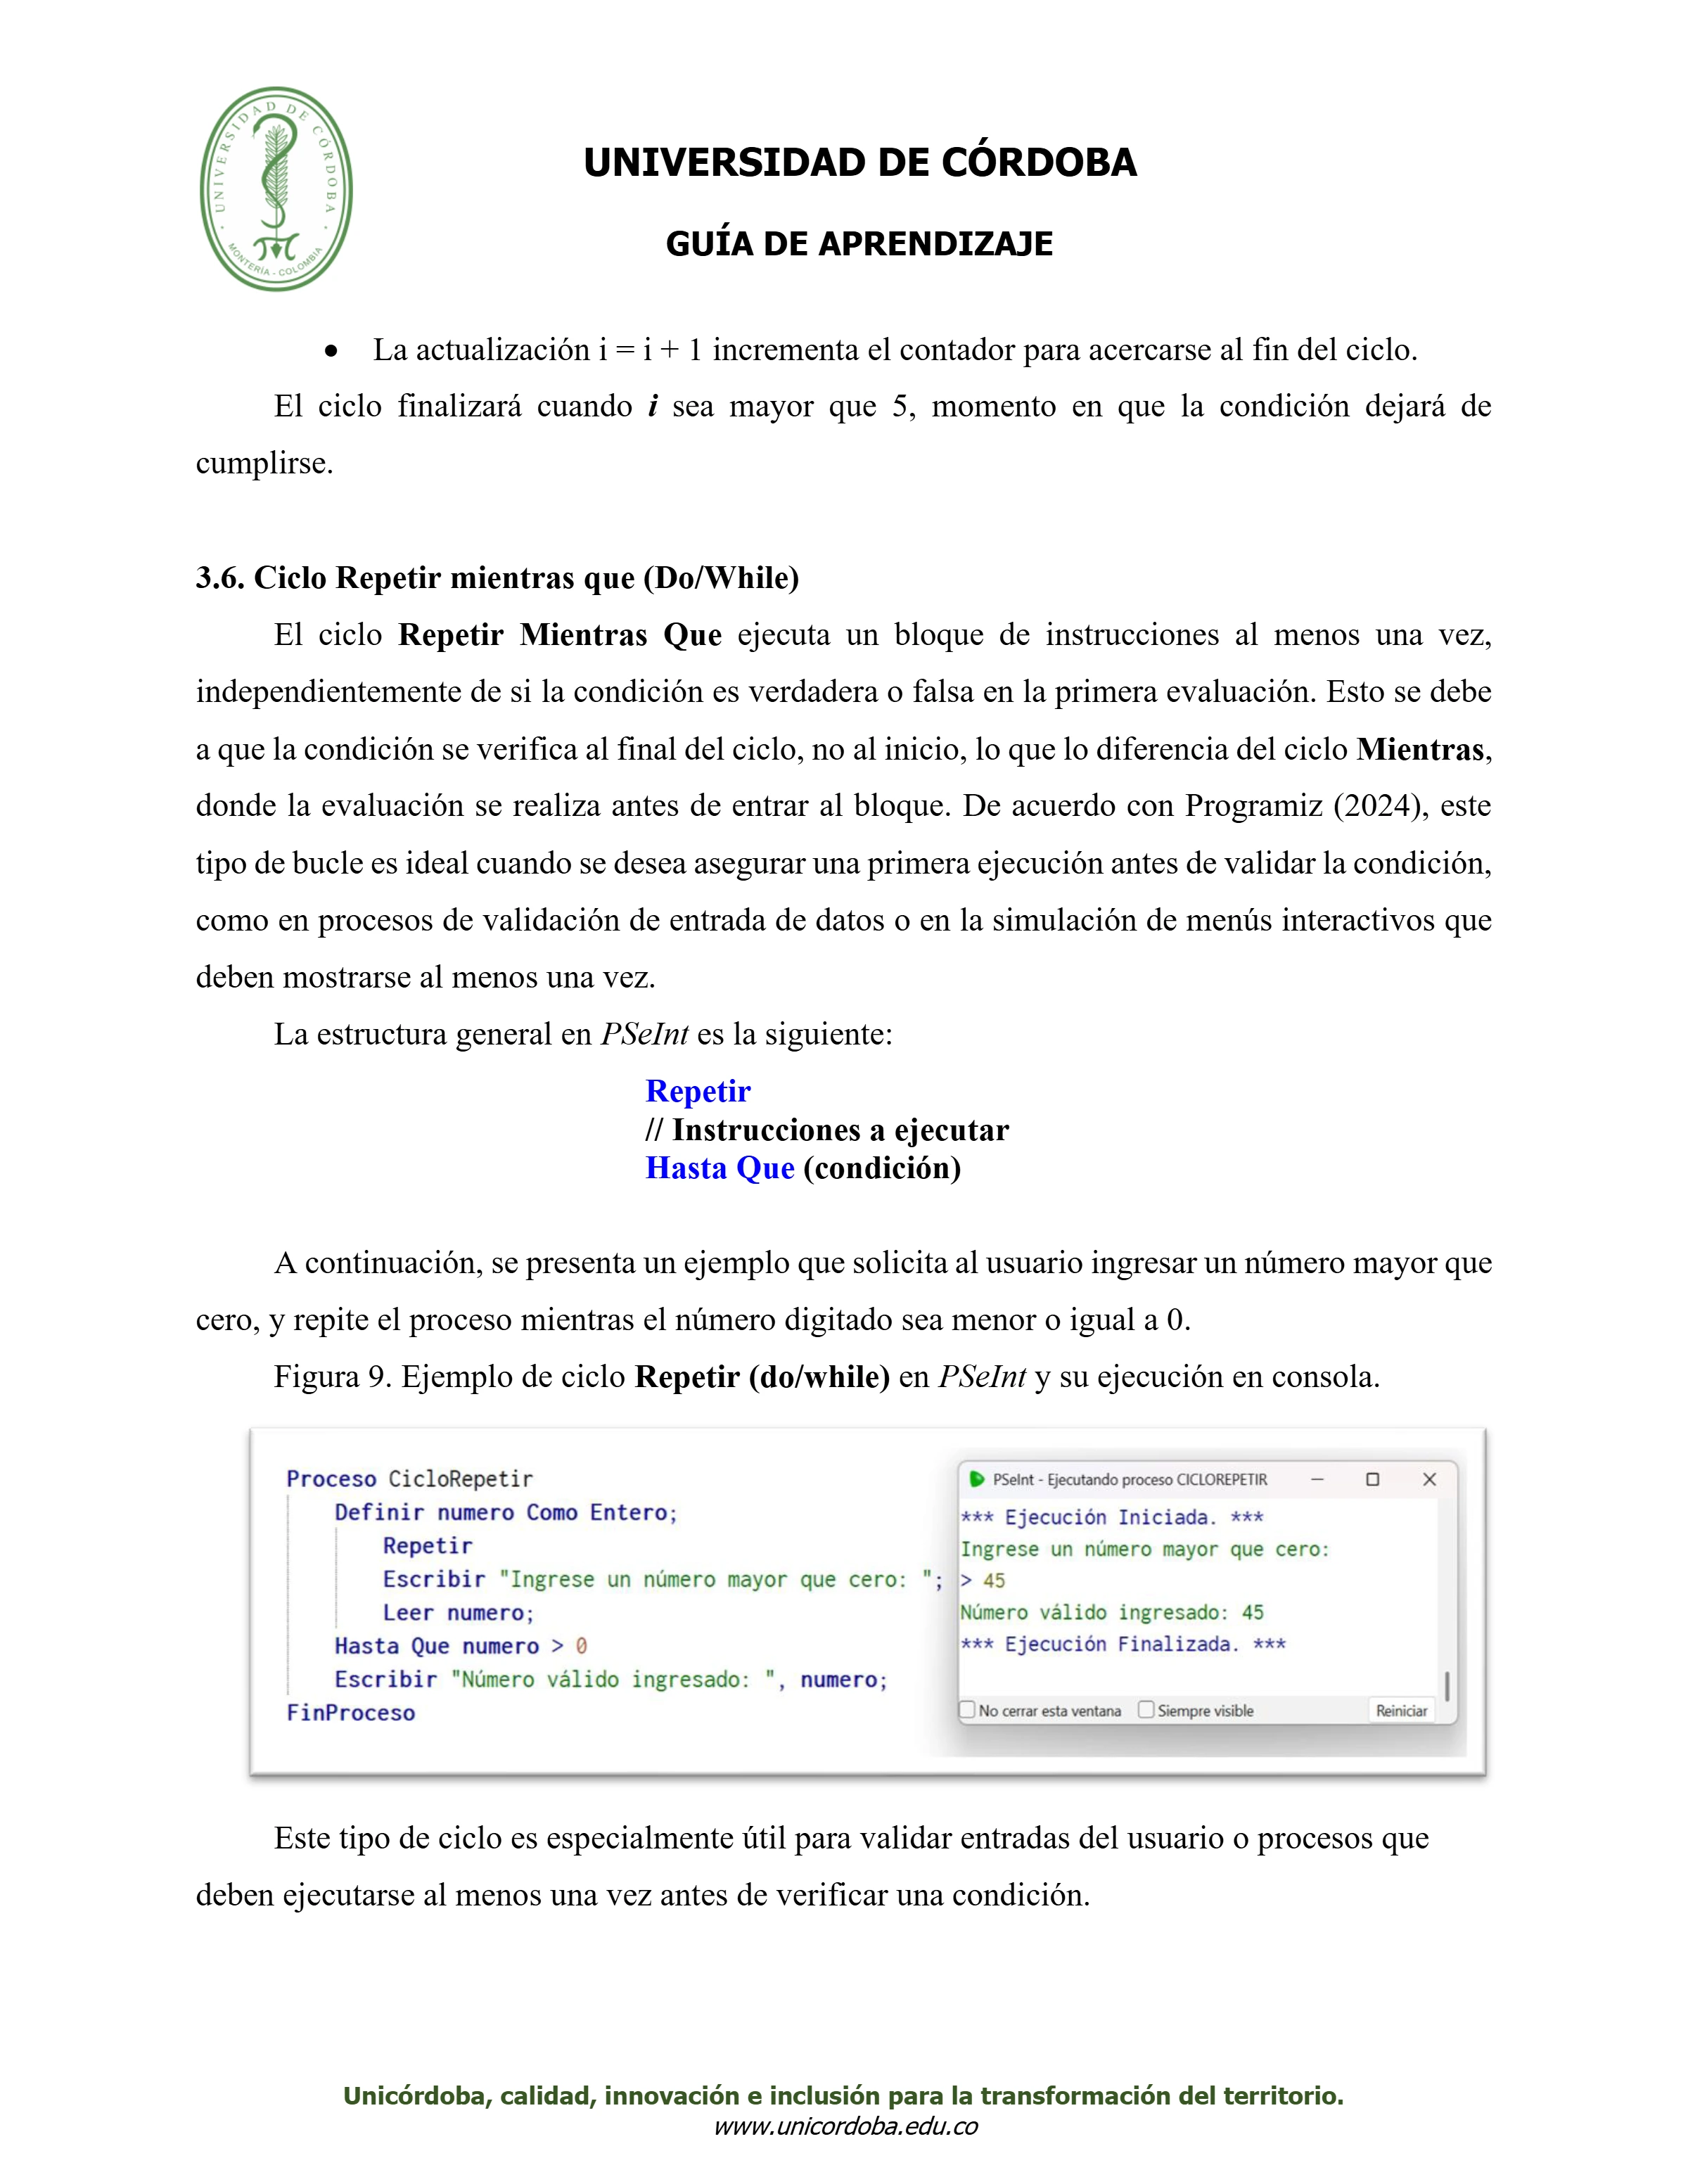 UNIVERSIDAD DE CÓRDOBA
MONTERÍA - COLOMBIA
UNIVERSIDAD DE CÓRDOBA
GUÍA DE APRENDIZAJE
• La actualización i = i + 1 incrementa el contador para acercarse al fin del ciclo.
El ciclo finalizará cuando i sea mayor que 5, momento en que la condición dejará de
cumplirse.
3.6. Ciclo Repetir mientras que (Do/While)
El ciclo Repetir Mientras Que ejecuta un bloque de instrucciones al menos una vez,
independientemente de si la condición es verdadera o falsa en la primera evaluación. Esto se debe
a que la condición se verifica al final del ciclo, no al inicio, lo que lo diferencia del ciclo Mientras,
donde la evaluación se realiza antes de entrar al bloque. De acuerdo con Programiz (2024), este
tipo de bucle es ideal cuando se desea asegurar una primera ejecución antes de validar la condición,
como en procesos de validación de entrada de datos o en la simulación de menús interactivos que
deben mostrarse al menos una vez.
La estructura general en PSeInt es la siguiente:
Repetir
// Instrucciones a ejecutar
Hasta Que (condición)
A continuación, se presenta un ejemplo que solicita al usuario ingresar un número mayor que
cero, y repite el proceso mientras el número digitado sea menor o igual a 0.
Figura 9. Ejemplo de ciclo Repetir (do/while) en PSeInt y su ejecución en consola.
Proceso CicloRepetir
Definir numero Como Entero;
Repetir
Escribir "Ingrese un número mayor que cero: ";
Leer numero;
Hasta Que numero > 0
Escribir "Número válido ingresado: ", numero;
FinProceso
PSeInt - Ejecutando proceso CICLOREPETIR
*** Ejecución Iniciada. ***
Ingrese un número mayor que cero:
> 45
Número válido ingresado: 45
*** Ejecución Finalizada. ***
No cerrar esta ventana Siempre visible Reiniciar
Este tipo de ciclo es especialmente útil para validar entradas del usuario o procesos que
deben ejecutarse al menos una vez antes de verificar una condición.
Unicórdoba, calidad, innovación e inclusión para la transformación del territorio.
www.unicordoba.edu.co